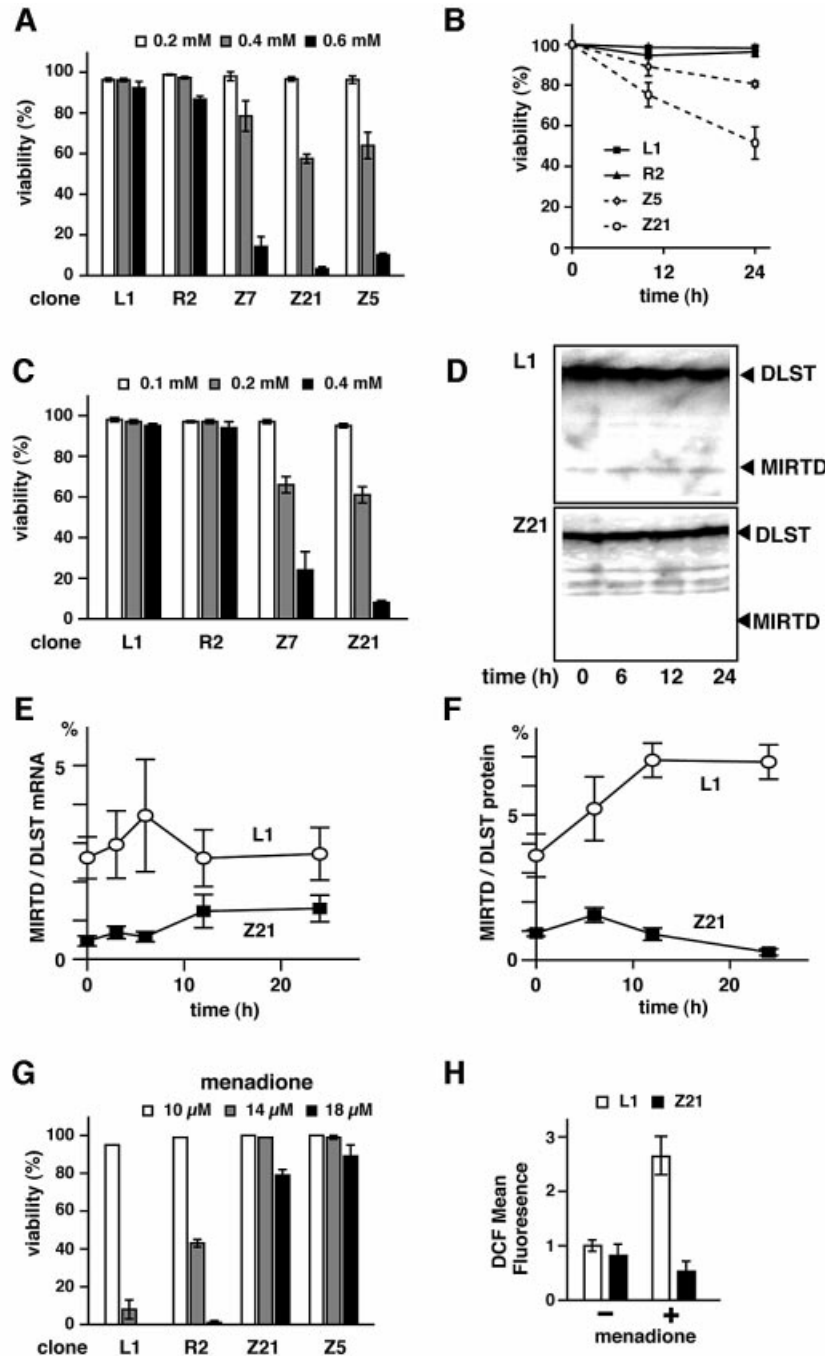 A
0.2 mM 0.4 mM 0.6 mM
viability (%)
100
80
60
40
20
0
clone L1 R2 Z7 Z21 Z5
B
viability (%)
100
80
60
40
20
0
L1
R2
Z5
Z21
0 12 24
time (h)
C
0.1 mM 0.2 mM 0.4 mM
viability (%)
100
80
60
40
20
0
clone L1 R2 Z7 Z21
D
L1
DLST
MIRTD
Z21
DLST
MIRTD
time (h) 0 6 12 24
E
%
MIRTD / DLST mRNA
5
0
L1
Z21
0 10 20
time (h)
F
%
MIRTD / DLST protein
5
0
L1
Z21
0 10 20
time (h)
G
menadione
10 µM 14 µM 18 µM
viability (%)
100
80
60
40
20
0
clone L1 R2 Z21 Z5
H
L1 Z21
DCF Mean
Fluoresence
3
2
1
0
− +
menadione